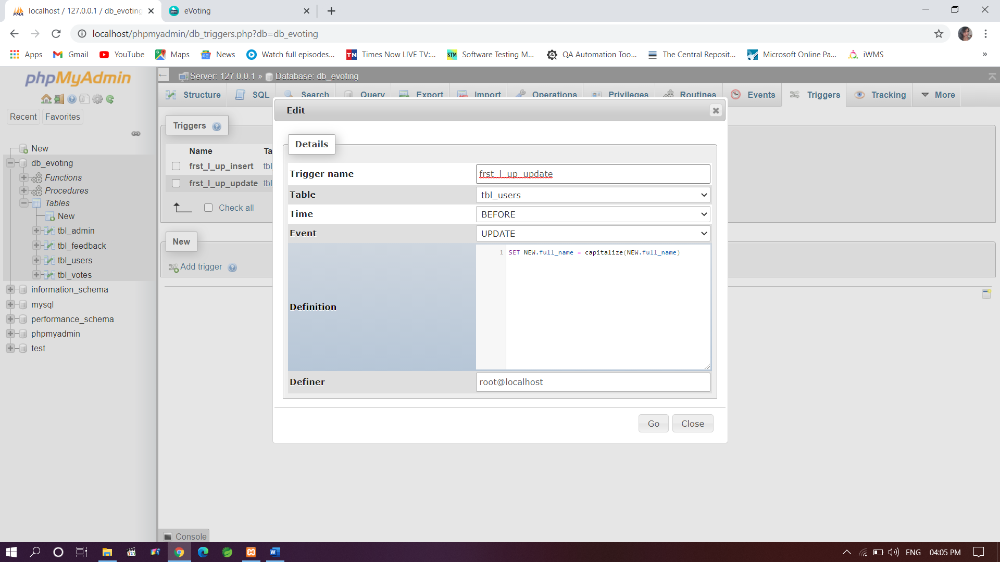 localhost / 127.0.0.1 / db_evoting
eVoting
localhost/phpmyadmin/db_triggers.php?db=db_evoting
Apps
Gmail
YouTube
Maps
News
Watch full episodes...
Times Now LIVE TV:...
Software Testing M...
QA Automation Too...
The Central Reposit...
Microsoft Online Pa...
iWMS
»
phpMyAdmin
Recent
Favorites
New
db_evoting
Functions
Procedures
Tables
New
tbl_admin
tbl_feedback
tbl_users
tbl_votes
information_schema
mysql
performance_schema
phpmyadmin
test
Server: 127.0.0.1 » Database: db_evoting
Structure
SQL
Search
Query
Export
Import
Operations
Privileges
Routines
Events
Triggers
Tracking
More
Triggers
Name
Ta
frst_l_up_insert
tbl
frst_l_up_update
tbl
Check all
New
Add trigger
Edit
Details
Trigger name
frst_l_up_update
Table
tbl_users
Time
BEFORE
Event
UPDATE
Definition
1 SET NEW.full_name = capitalize(NEW.full_name)
Definer
root@localhost
Go
Close
Console
ENG
04:05 PM